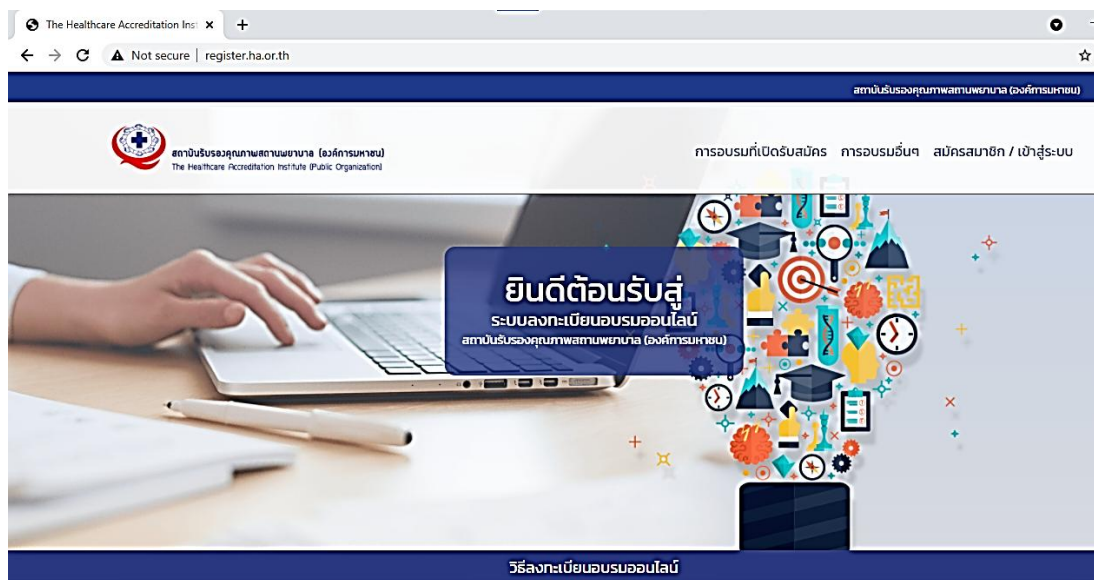 The Healthcare Accreditation Ins
Not secure | register.ha.or.th
สถาบันรับรองคุณภาพสถานพยาบาล (องค์การมหาชน)
สถาบันรับรองคุณภาพสถานพยาบาล (องค์การมหาชน)
The Healthcare Accreditation Institute (Public Organization)
การอบรมที่เปิดรับสมัคร การอบรมอื่นๆ สมัครสมาชิก / เข้าสู่ระบบ
ยินดีต้อนรับสู่
ระบบลงทะเบียนอบรมออนไลน์
สถาบันรับรองคุณภาพสถานพยาบาล (องค์การมหาชน)
วิธีลงทะเบียนอบรมออนไลน์